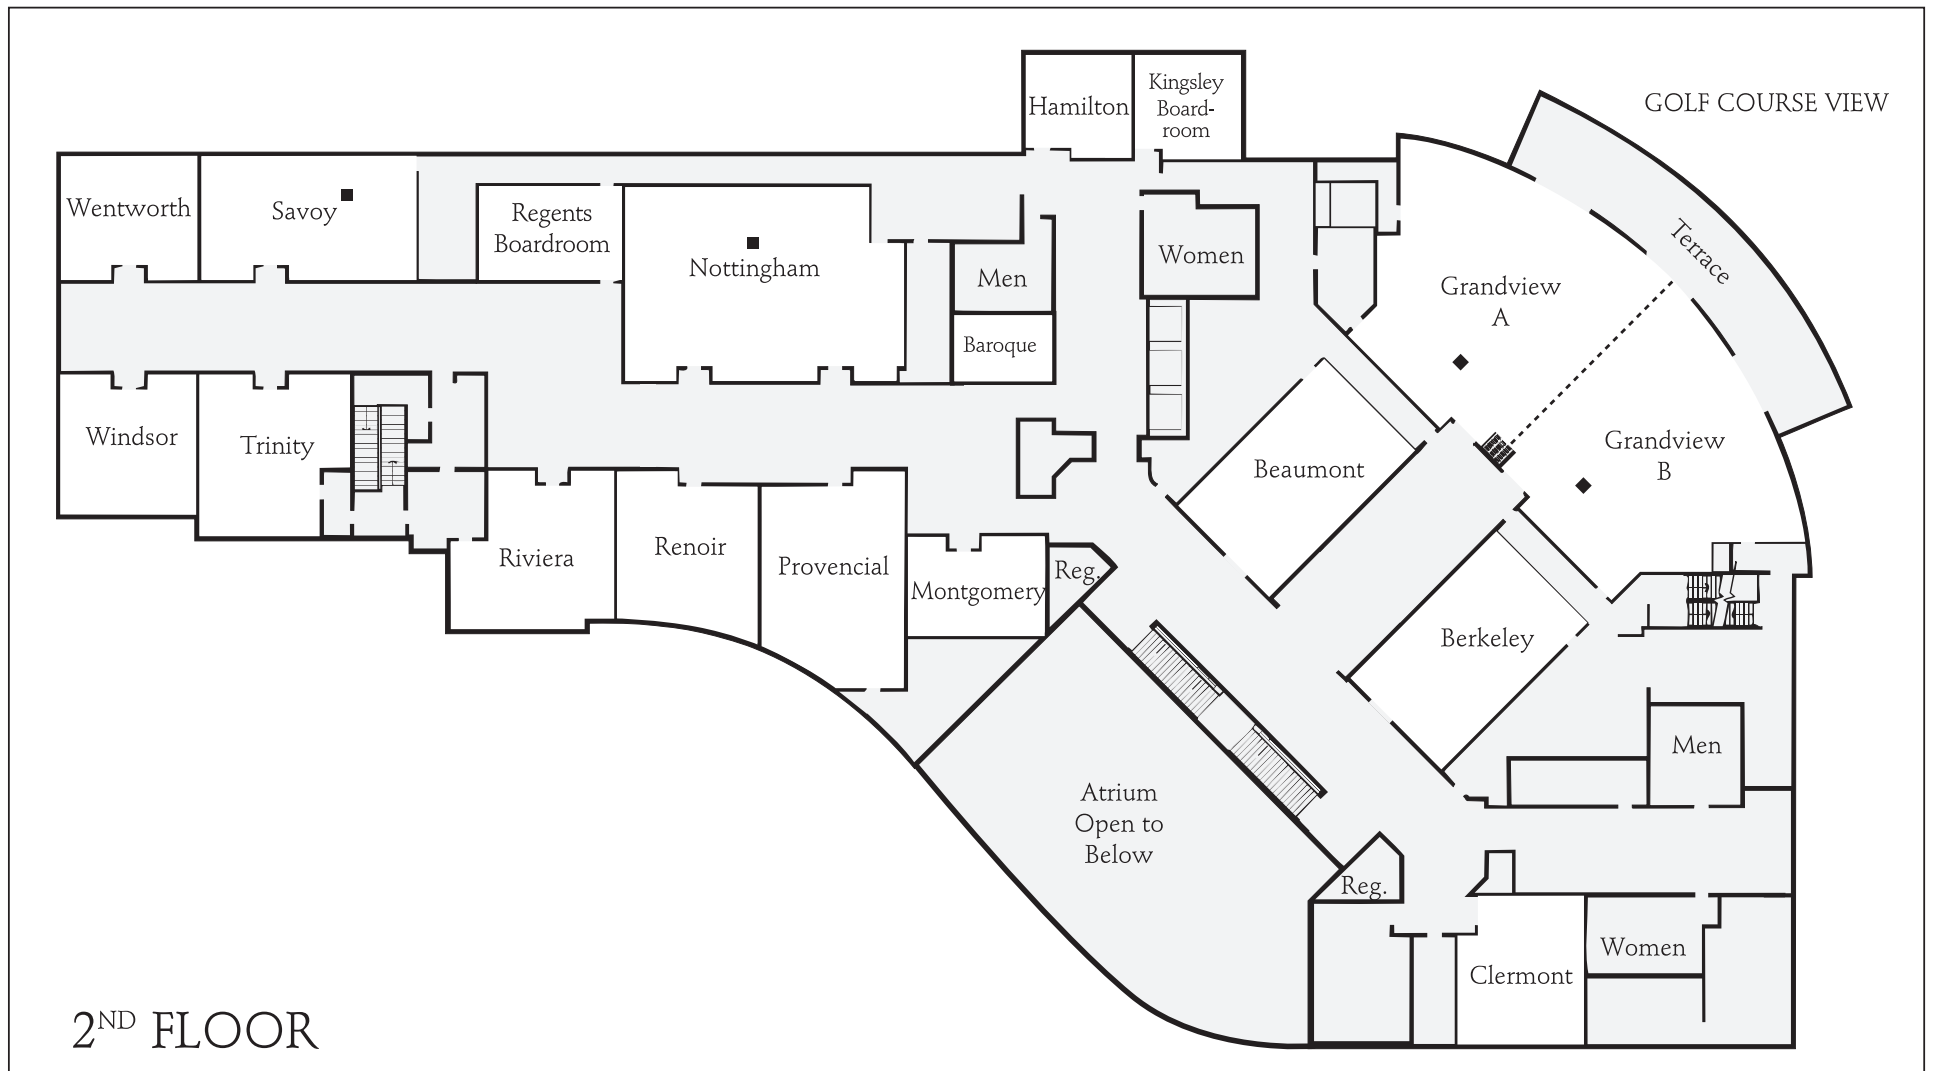 Hamilton
Kingsley
Board-
room
GOLF COURSE VIEW
Wentworth
Savoy
Regents
Boardroom
Nottingham
Men
Baroque
Women
Grandview
A
Terrace
Windsor
Trinity
Beaumont
Grandview
B
Riviera
Renoir
Provencial
Montgomery
Reg.
Berkeley
Men
Atrium
Open to
Below
Reg.
Clermont
Women
2ND FLOOR